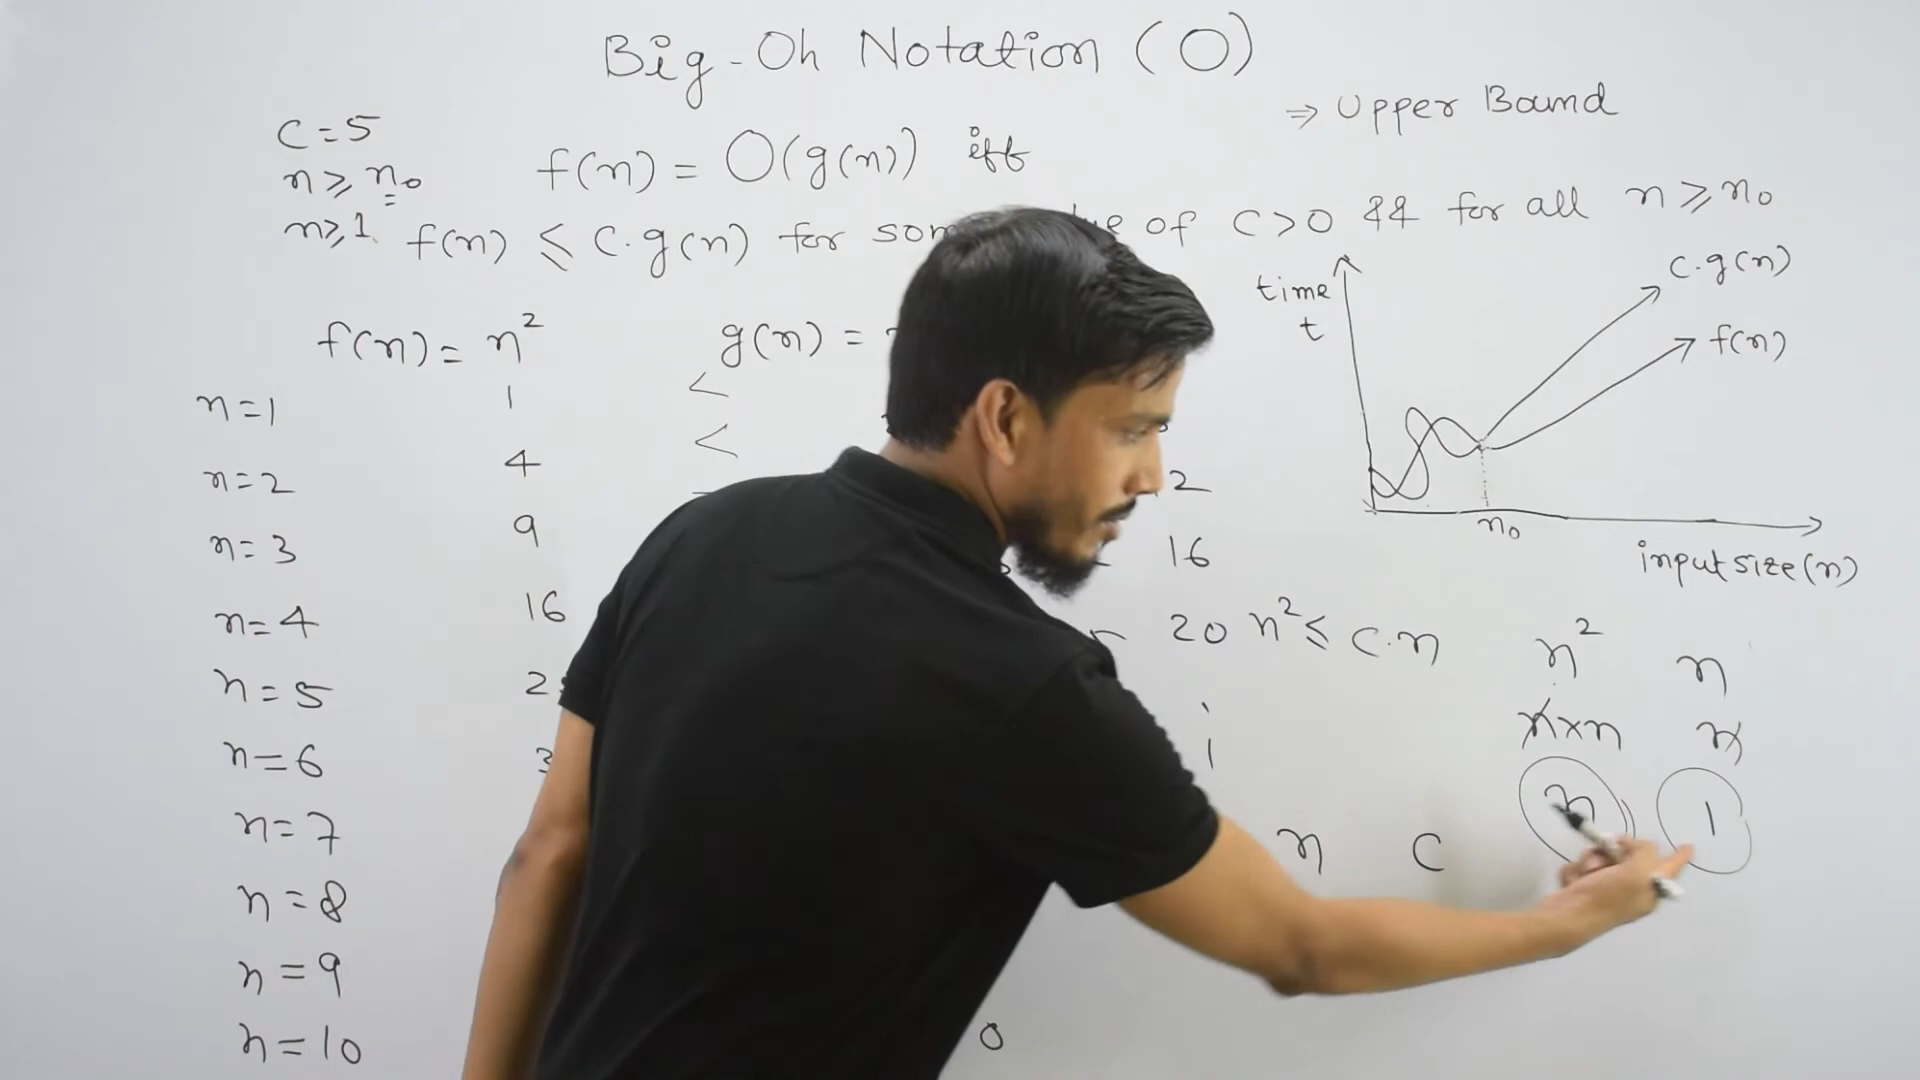 Big-Oh Notation (O)
⇒ Upper Bound
C=5
n ≥ n₀
n ≥ 1
f(n) = O(g(n)) iff
f(n) ≤ C.g(n) for of C>0 && for all n ≥ n₀
time
t
C.g(n)
f(n)
n₀
input size(n)
f(n) = n²
g(n) =
n=1 1 <
n=2 4 < 2
n=3 9 16
n=4 16 20 n² ≤ C.n n² n
n=5
n×n n
n=6
n=7 n C n 1
n=8
n=9
n=10 0